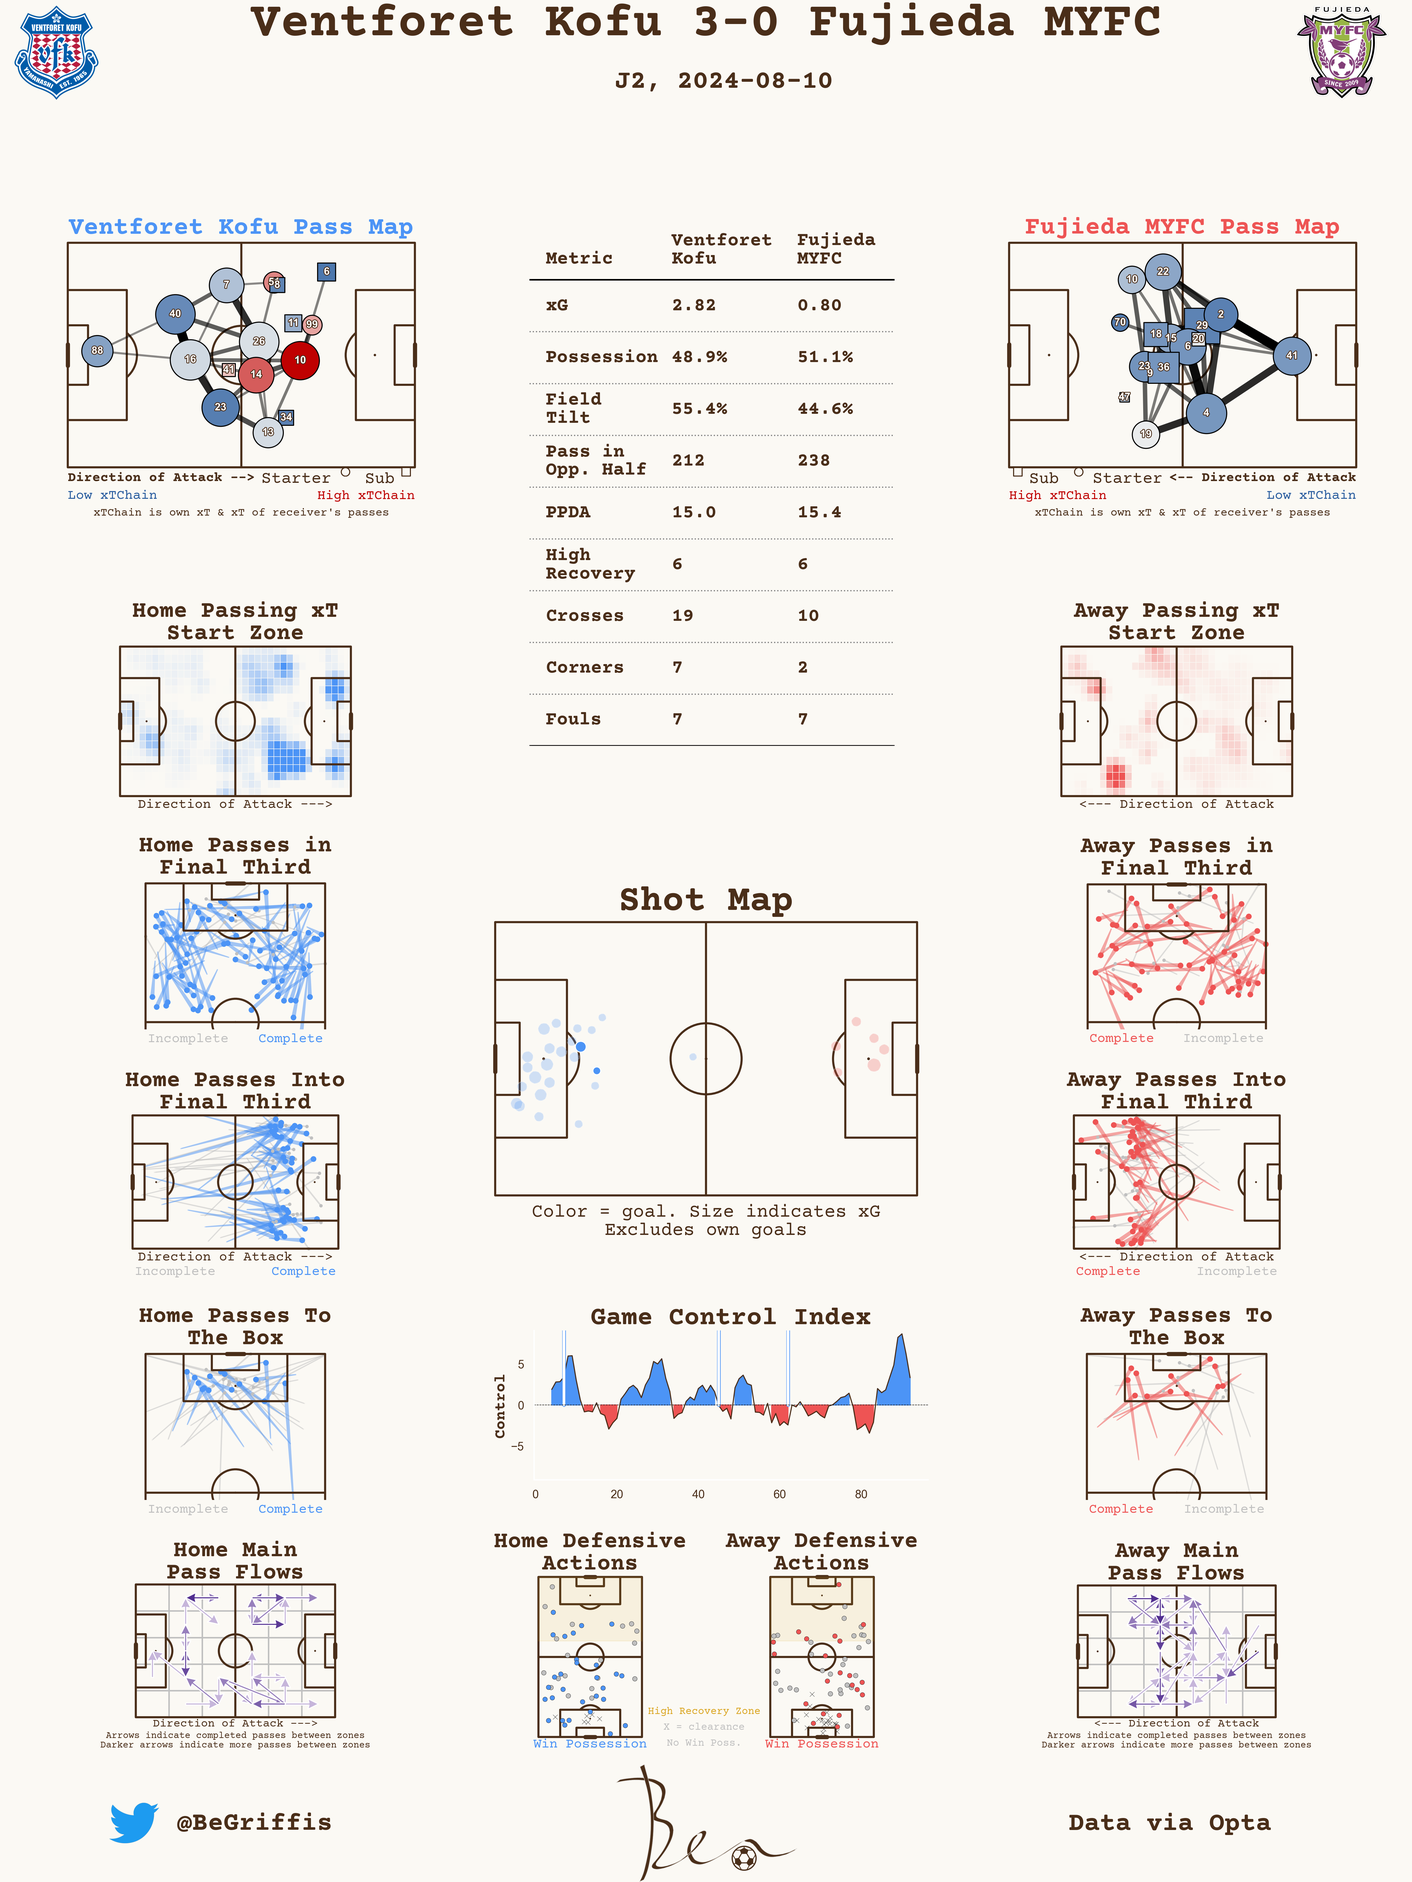 Ventforet Kofu 3-0 Fujieda MYFC
J2, 2024-08-10
VENTFORET KOFU
vfk
YAMANASHI EST. 1965
FUJIEDA
MYFC
SINCE 2009
Ventforet Kofu Pass Map
7
8
6
40
11
99
26
88
16
10
41
14
23
34
13
Direction of Attack --> Starter Sub
Low xTChain High xTChain
xTChain is own xT & xT of receiver's passes
Metric Ventforet Kofu Fujieda MYFC
xG 2.82 0.80
Possession 48.9% 51.1%
Field Tilt 55.4% 44.6%
Pass in Opp. Half 212 238
PPDA 15.0 15.4
High Recovery 6 6
Crosses 19 10
Corners 7 2
Fouls 7 7
Fujieda MYFC Pass Map
10
22
70
2
29
18
15
6
20
41
23
9
36
47
4
19
Sub Starter <-- Direction of Attack
High xTChain Low xTChain
xTChain is own xT & xT of receiver's passes
Home Passing xT
Start Zone
Direction of Attack --->
Away Passing xT
Start Zone
<--- Direction of Attack
Home Passes in
Final Third
Incomplete Complete
Away Passes in
Final Third
Complete Incomplete
Shot Map
Color = goal. Size indicates xG
Excludes own goals
Home Passes Into
Final Third
Direction of Attack --->
Incomplete Complete
Away Passes Into
Final Third
<--- Direction of Attack
Complete Incomplete
Home Passes To
The Box
Incomplete Complete
Game Control Index
Control
5
0
−5
0 20 40 60 80
Away Passes To
The Box
Complete Incomplete
Home Main
Pass Flows
Direction of Attack --->
Arrows indicate completed passes between zones
Darker arrows indicate more passes between zones
Home Defensive
Actions
Win Possession
High Recovery Zone
X = clearance
No Win Poss.
Away Defensive
Actions
Win Possession
Away Main
Pass Flows
<--- Direction of Attack
Arrows indicate completed passes between zones
Darker arrows indicate more passes between zones
@BeGriffis
Ben
Data via Opta